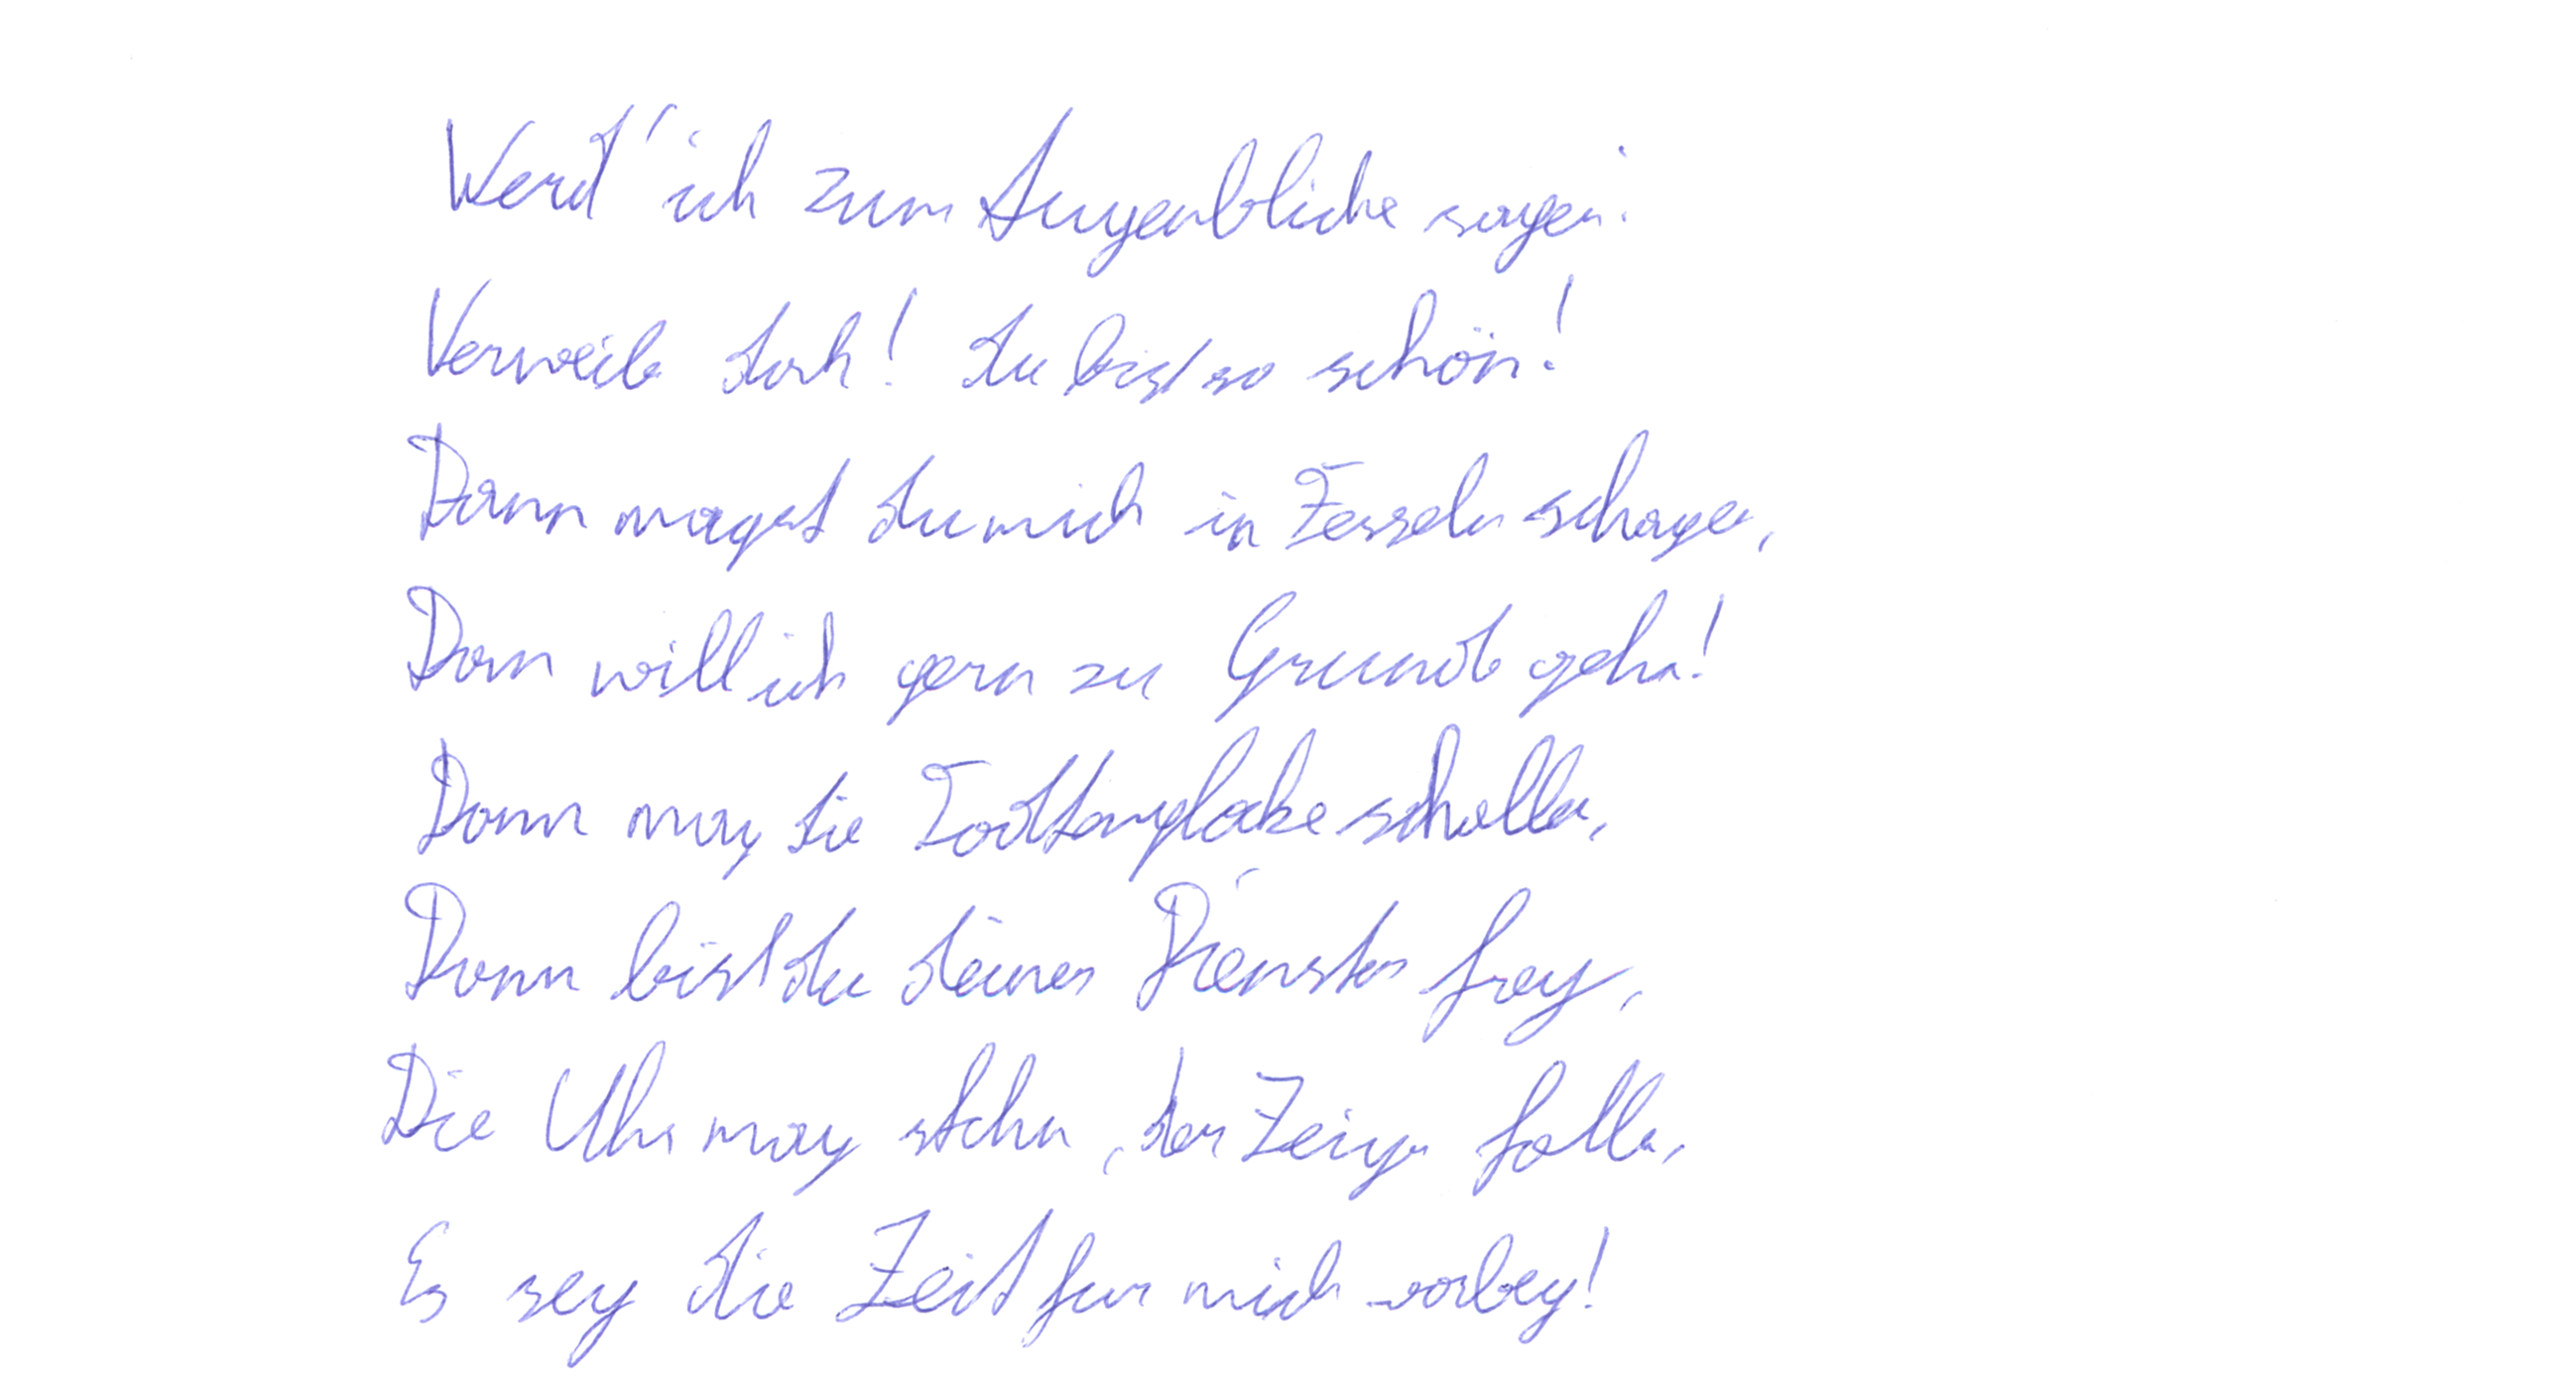 Werd' ich zum Augenblicke sagen:
Verweile doch! du bist so schön!
Dann magst du mich in Fesseln schagen,
Dann will ich gern zu Grunde gehn!
Dann mag die Todtenglocke schallen,
Dann bist du deines Dienstes frey,
Die Uhr mag stehn, der Zeiger fallen,
Es sey die Zeit fur mich vorbey!